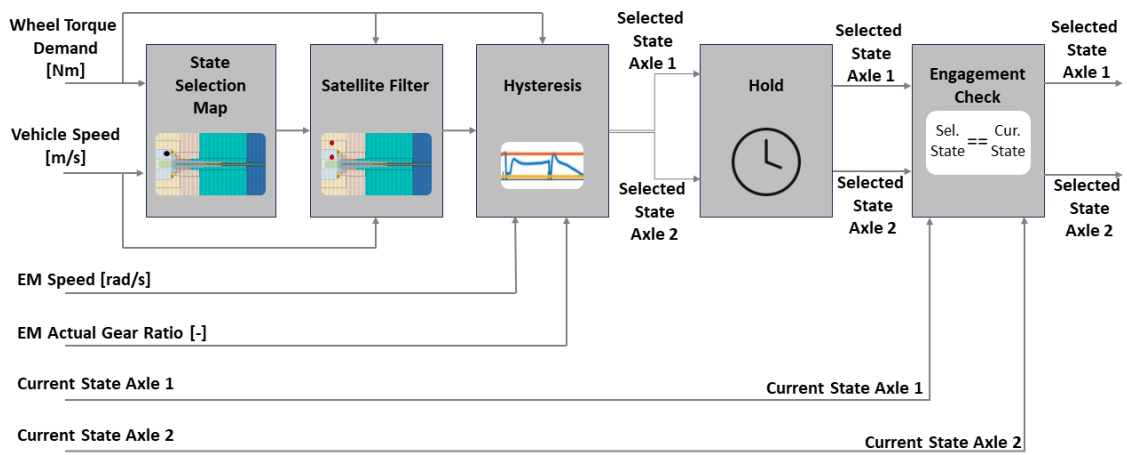 Wheel Torque
Demand
[Nm]
Vehicle Speed
[m/s]
State
Selection
Map
Satellite Filter
Hysteresis
Selected
State
Axle 1
Selected
State
Axle 2
Hold
Selected
State
Axle 1
Selected
State
Axle 2
Engagement
Check
Sel.
State
==
Cur.
State
Selected
State
Axle 1
Selected
State
Axle 2
EM Speed [rad/s]
EM Actual Gear Ratio [-]
Current State Axle 1
Current State Axle 1
Current State Axle 2
Current State Axle 2